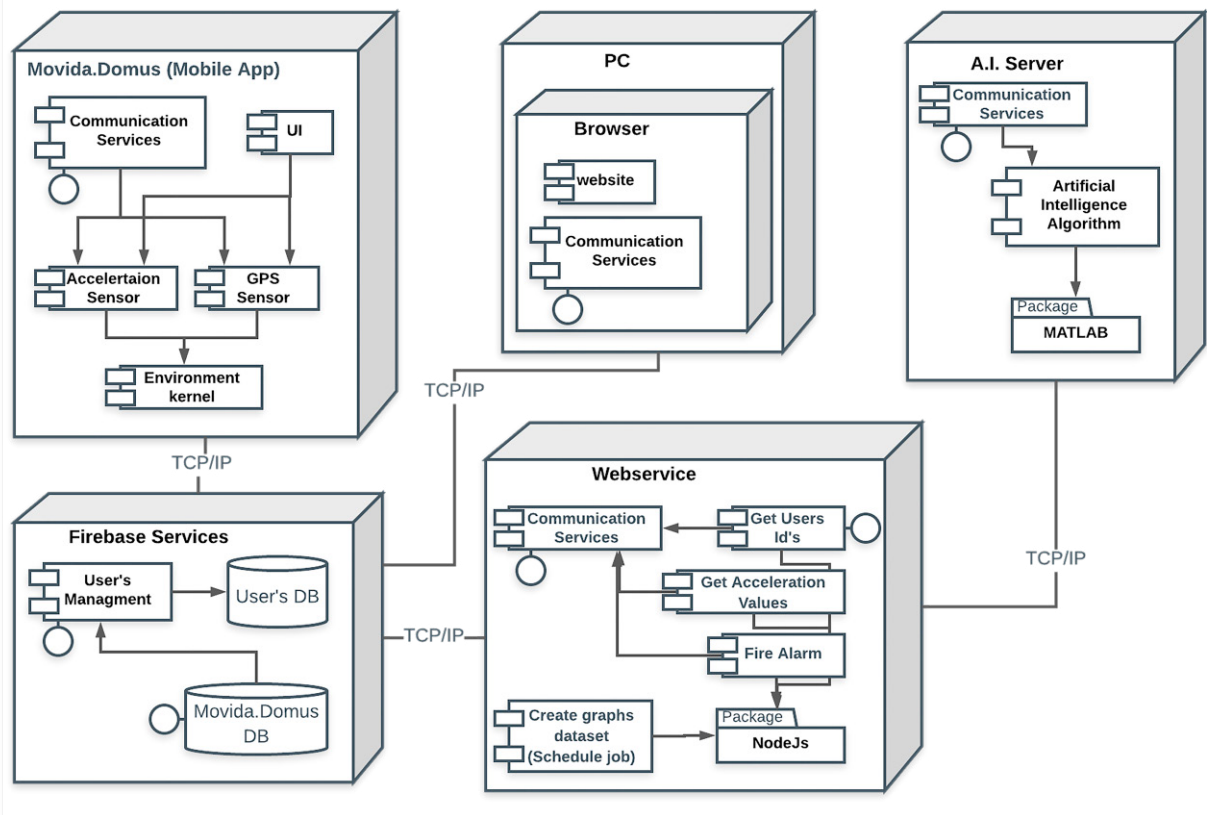 Movida.Domus (Mobile App)
Communication
Services
UI
Accelertaion
Sensor
GPS
Sensor
Environment
kernel
PC
Browser
website
Communication
Services
A.I. Server
Communication
Services
Artificial
Intelligence
Algorithm
Package
MATLAB
TCP/IP
TCP/IP
TCP/IP
TCP/IP
Firebase Services
User's
Managment
User's DB
Movida.Domus
DB
Webservice
Communication
Services
Get Users
Id's
Get Acceleration
Values
Fire Alarm
Create graphs
dataset
(Schedule job)
Package
NodeJs